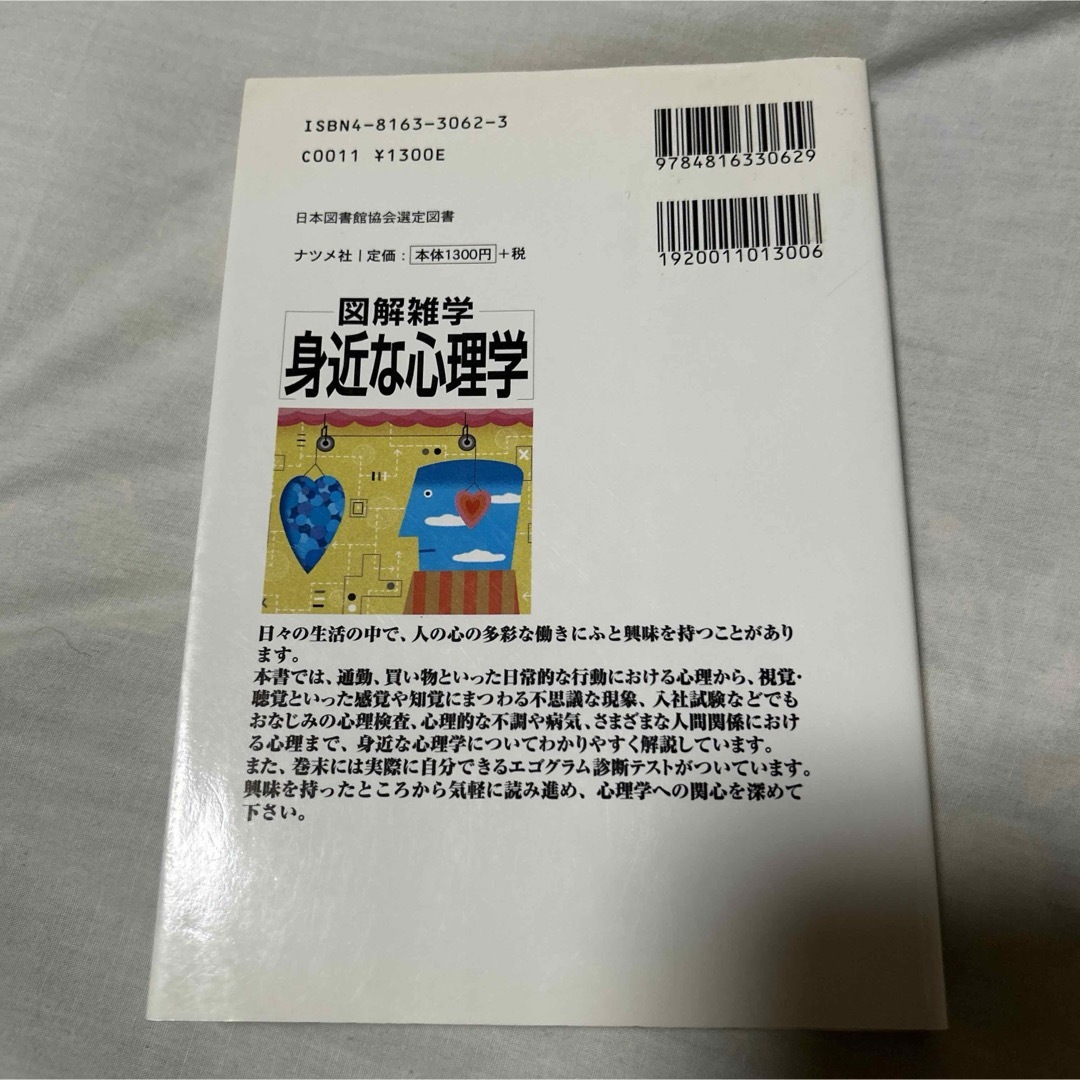 ISBN4-8163-3062-3
C0011 ¥1300E
9784816330629
1920011013006
日本図書館協会選定図書
ナツメ社 | 定価：本体1300円＋税
図解雑学
身近な心理学
日々の生活の中で、人の心の多彩な働きにふと興味を持つことがあり
ます。
本書では、通勤、買い物といった日常的な行動における心理から、視覚・
聴覚といった感覚や知覚にまつわる不思議な現象、入社試験などでも
おなじみの心理検査、心理的な不調や病気、さまざまな人間関係におけ
る心理まで、身近な心理学についてわかりやすく解説しています。
また、巻末には実際に自分できるエゴグラム診断テストがついています。
興味を持ったところから気軽に読み進め、心理学への関心を深めて
下さい。